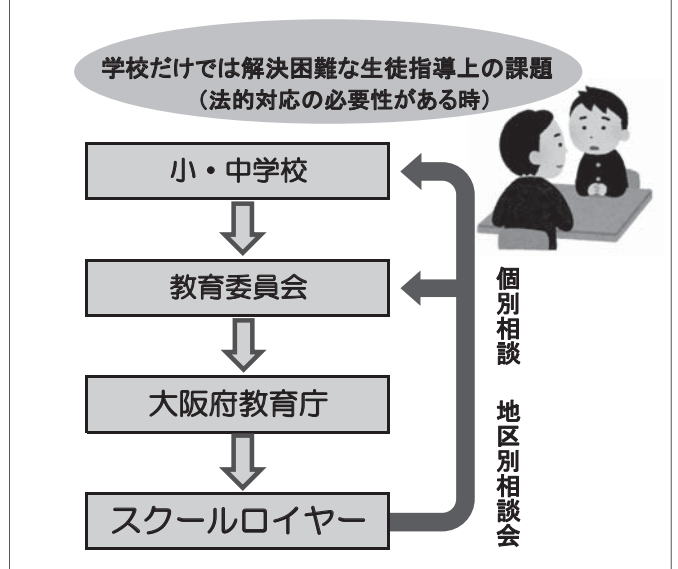 学校だけでは解決困難な生徒指導上の課題
（法的対応の必要性がある時）
小・中学校
教育委員会
大阪府教育庁
スクールロイヤー
個別相談　地区別相談会